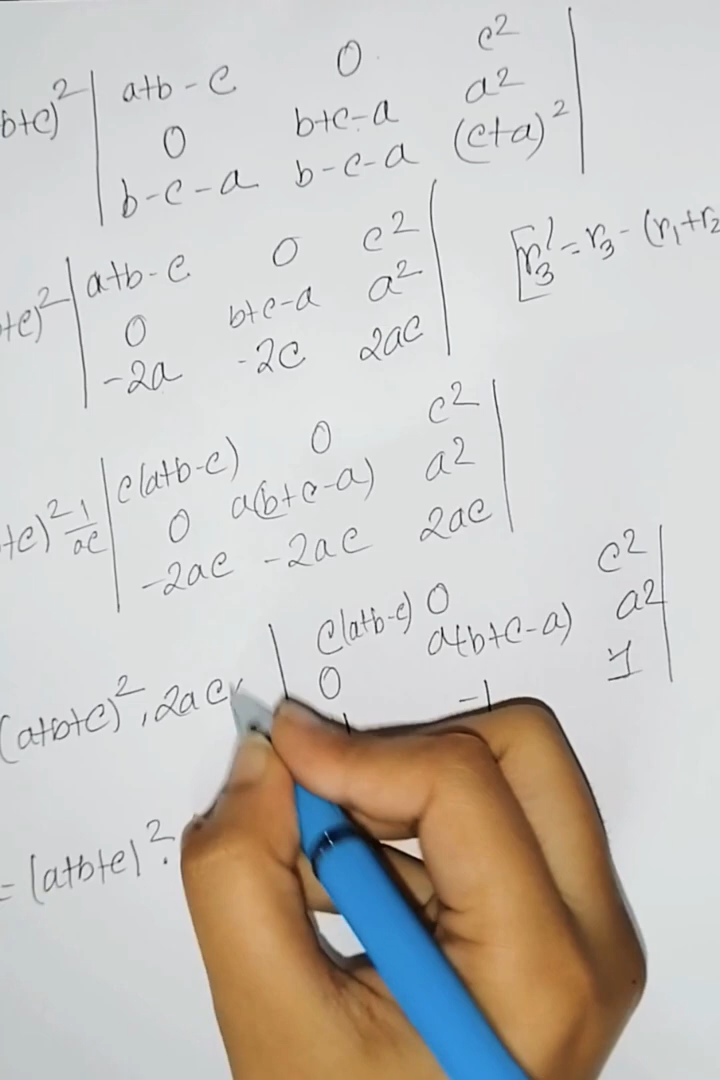 b+c)² | a+b-c 0 c² |
0 b+c-a a²
b-c-a b-c-a (c+a)²
+c)² | a+b-c 0 c² | [r₃' = r₃ - (r₁+r₂
0 b+c-a a²
-2a -2c 2ac
+c)² 1/ac | c(a+b-c) 0 c² |
0 a(b+c-a) a²
-2ac -2ac 2ac
| c(a+b-c) 0 c² |
(a+b+c)², 2ac 0 a(b+c-a) a²
-1 1
= (a+b+c)².